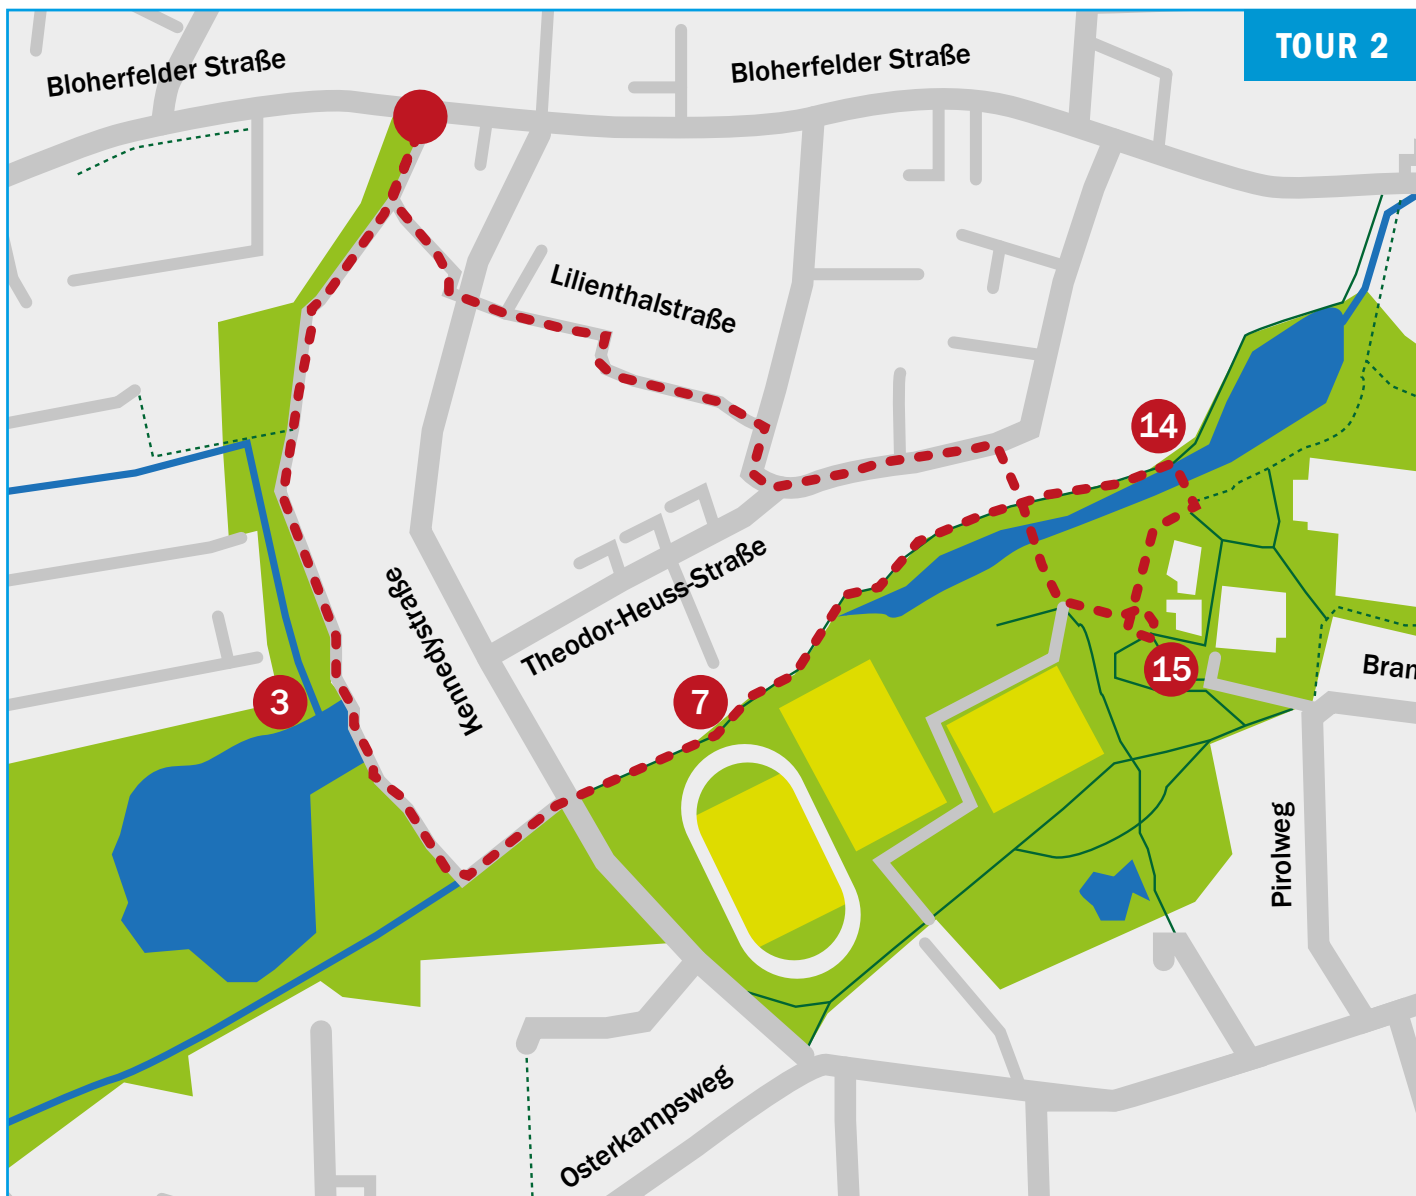 TOUR 2
Bloherfelder Straße
Bloherfelder Straße
Lilienthalstraße
14
Theodor-Heuss-Straße
Kennedystraße
3
7
15
Bran
Pirolweg
Osterkampsweg